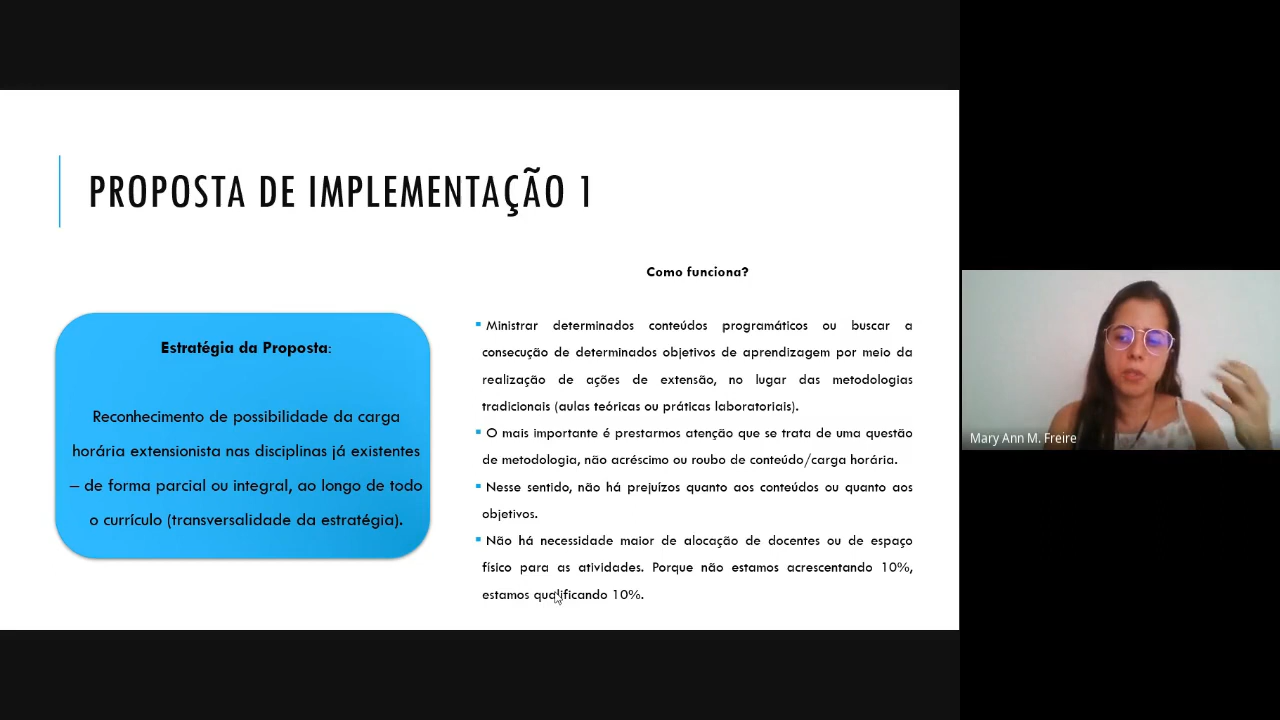 PROPOSTA DE IMPLEMENTAÇÃO 1
Estratégia da Proposta:
Reconhecimento de possibilidade da carga
horária extensionista nas disciplinas já existentes
– de forma parcial ou integral, ao longo de todo
o currículo (transversalidade da estratégia).
Como funciona?
Ministrar determinados conteúdos programáticos ou buscar a
consecução de determinados objetivos de aprendizagem por meio da
realização de ações de extensão, no lugar das metodologias
tradicionais (aulas teóricas ou práticas laboratoriais).
O mais importante é prestarmos atenção que se trata de uma questão
de metodologia, não acréscimo ou roubo de conteúdo/carga horária.
Nesse sentido, não há prejuízos quanto aos conteúdos ou quanto aos
objetivos.
Não há necessidade maior de alocação de docentes ou de espaço
físico para as atividades. Porque não estamos acrescentando 10%,
estamos qualificando 10%.
Mary Ann M. Freire